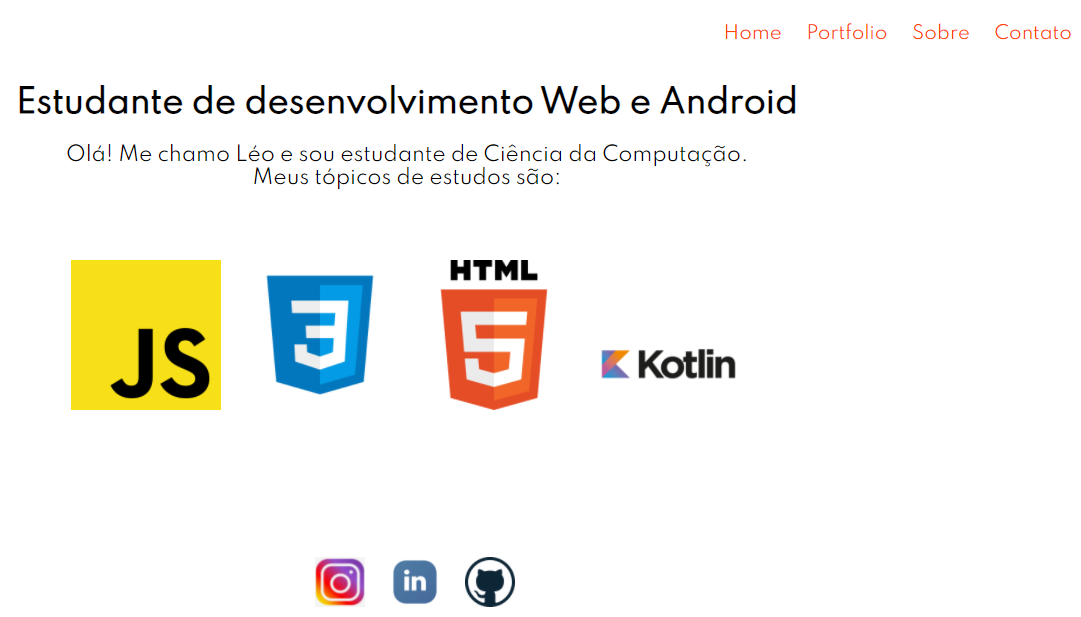 Home Portfolio Sobre Contato
Estudante de desenvolvimento Web e Android
Olá! Me chamo Léo e sou estudante de Ciência da Computação.
Meus tópicos de estudos são:
JS
3
HTML
5
Kotlin
in